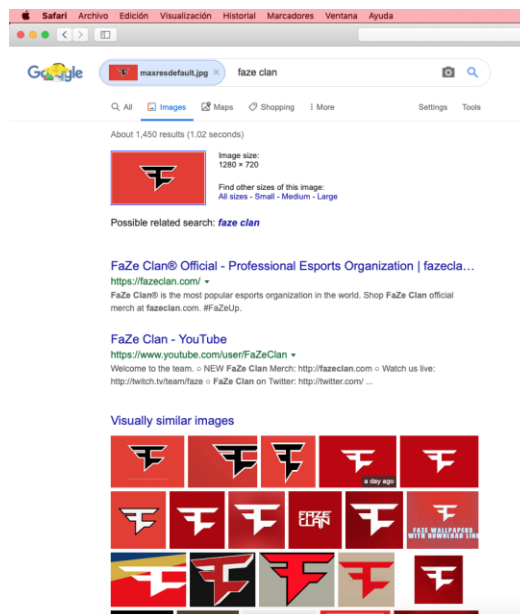 Safari Archivo Edición Visualización Historial Marcadores Ventana Ayuda
Google
maxresdefault.jpg × faze clan
All Images Maps Shopping More Settings Tools
About 1,450 results (1.02 seconds)
Image size:
1280 × 720
Find other sizes of this image:
All sizes - Small - Medium - Large
Possible related search: faze clan
FaZe Clan® Official - Professional Esports Organization | fazecla...
https://fazeclan.com/
FaZe Clan® is the most popular esports organization in the world. Shop FaZe Clan official
merch at fazeclan.com. #FaZeUp.
FaZe Clan - YouTube
https://www.youtube.com/user/FaZeClan
Welcome to the team. ○ NEW FaZe Clan Merch: http://fazeclan.com ○ Watch us live:
http://twitch.tv/team/faze ○ FaZe Clan on Twitter: http://twitter.com/ ...
Visually similar images
a day ago
FAZE
CLAN
FAZE WALLPAPERS
WITH DOWNLOAD LINK